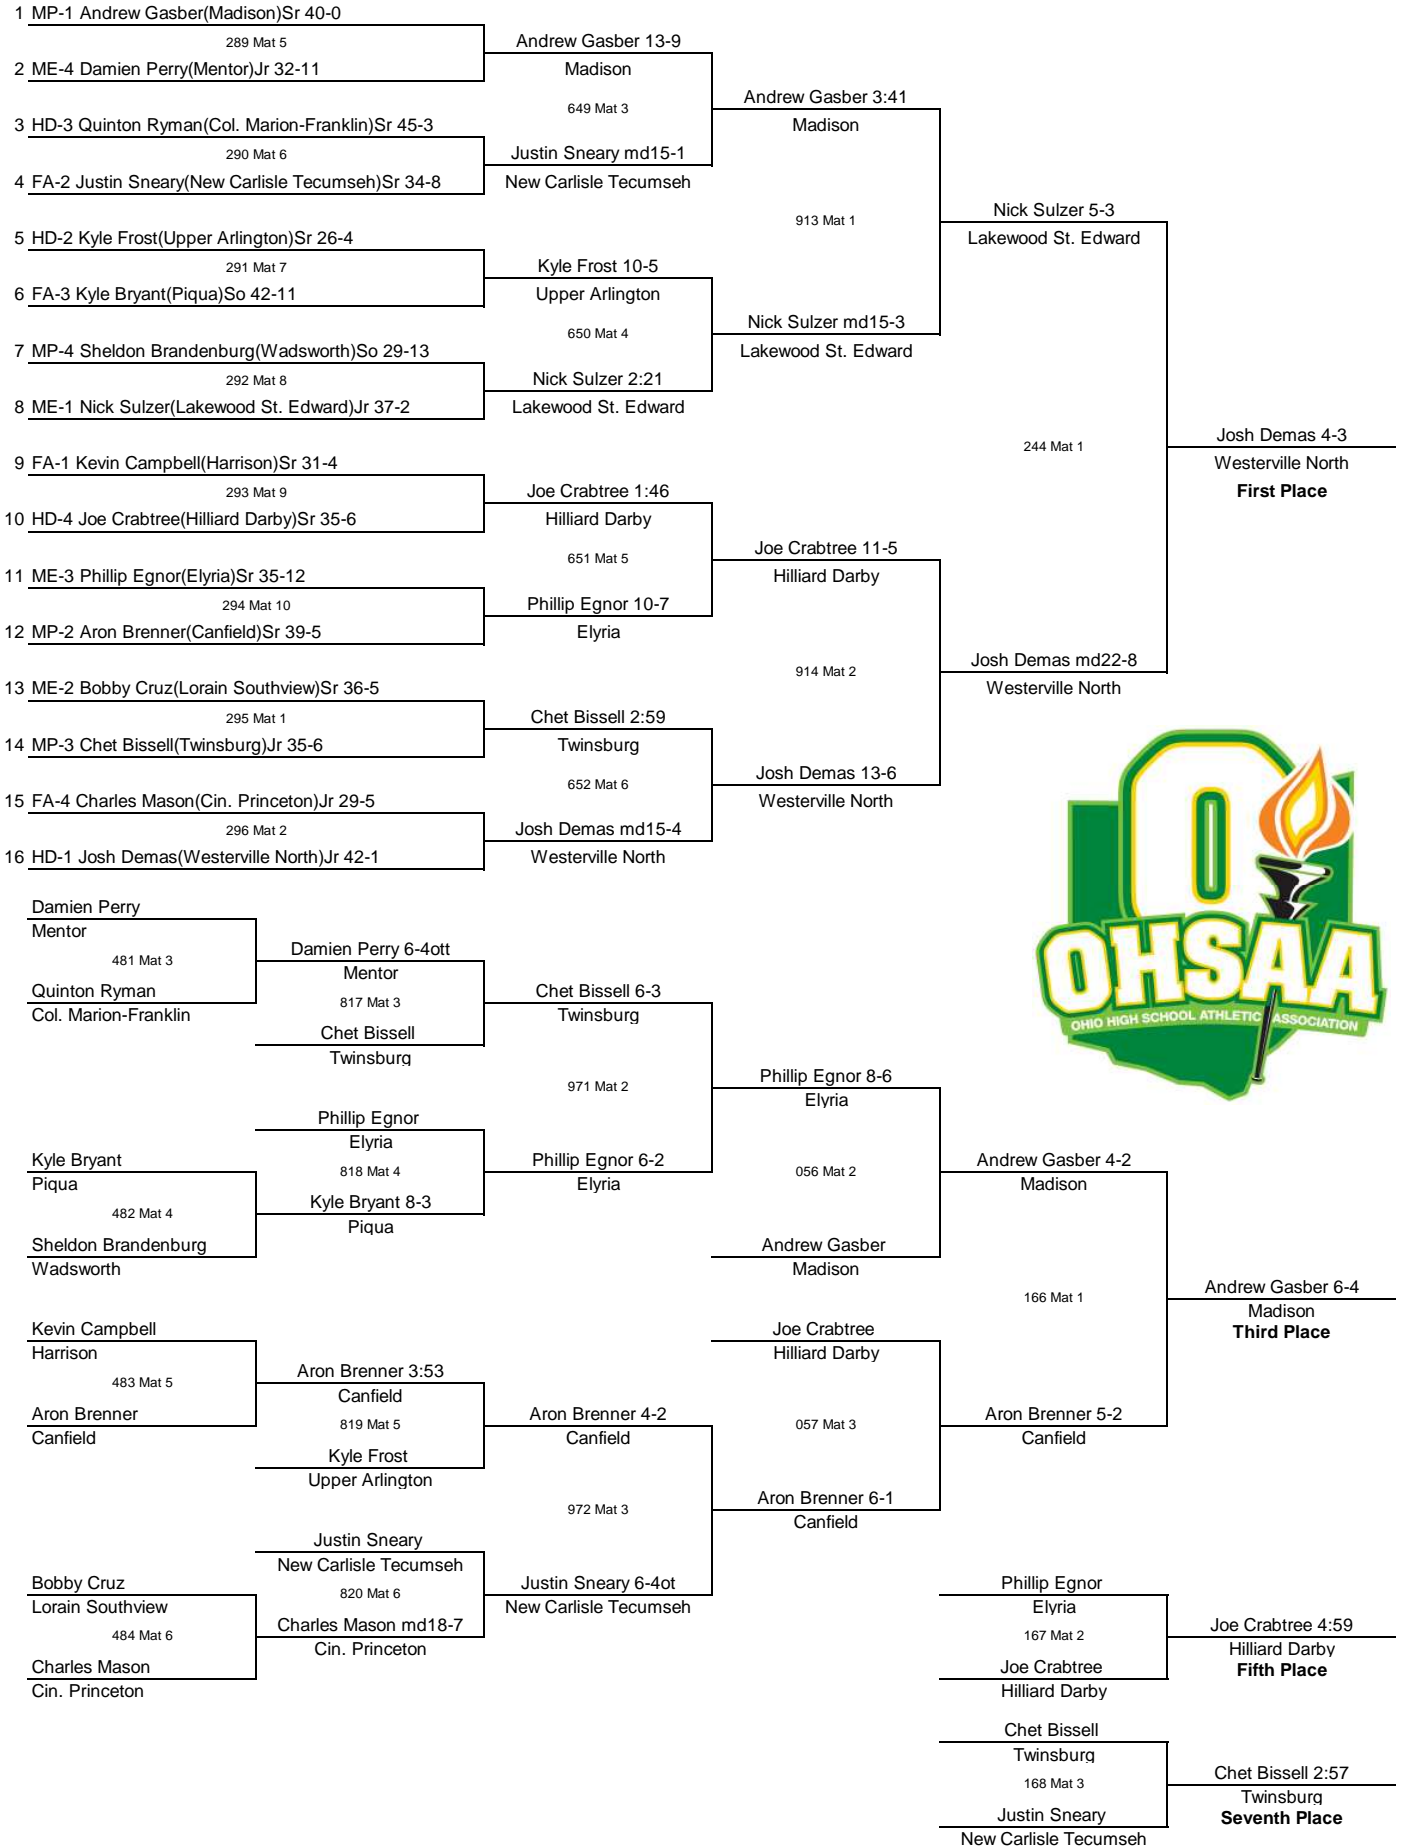 1 MP-1 Andrew Gasber(Madison)Sr 40-0
289 Mat 5
Andrew Gasber 13-9
2 ME-4 Damien Perry(Mentor)Jr 32-11
Madison
649 Mat 3
Andrew Gasber 3:41
Madison
3 HD-3 Quinton Ryman(Col. Marion-Franklin)Sr 45-3
290 Mat 6
Justin Sneary md15-1
4 FA-2 Justin Sneary(New Carlisle Tecumseh)Sr 34-8
New Carlisle Tecumseh
913 Mat 1
Nick Sulzer 5-3
Lakewood St. Edward
5 HD-2 Kyle Frost(Upper Arlington)Sr 26-4
291 Mat 7
Kyle Frost 10-5
6 FA-3 Kyle Bryant(Piqua)So 42-11
Upper Arlington
650 Mat 4
Nick Sulzer md15-3
Lakewood St. Edward
7 MP-4 Sheldon Brandenburg(Wadsworth)So 29-13
292 Mat 8
Nick Sulzer 2:21
8 ME-1 Nick Sulzer(Lakewood St. Edward)Jr 37-2
Lakewood St. Edward
244 Mat 1
Josh Demas 4-3
Westerville North
First Place
9 FA-1 Kevin Campbell(Harrison)Sr 31-4
293 Mat 9
Joe Crabtree 1:46
10 HD-4 Joe Crabtree(Hilliard Darby)Sr 35-6
Hilliard Darby
651 Mat 5
Joe Crabtree 11-5
Hilliard Darby
11 ME-3 Phillip Egnor(Elyria)Sr 35-12
294 Mat 10
Phillip Egnor 10-7
12 MP-2 Aron Brenner(Canfield)Sr 39-5
Elyria
914 Mat 2
Josh Demas md22-8
Westerville North
13 ME-2 Bobby Cruz(Lorain Southview)Sr 36-5
295 Mat 1
Chet Bissell 2:59
14 MP-3 Chet Bissell(Twinsburg)Jr 35-6
Twinsburg
652 Mat 6
Josh Demas 13-6
Westerville North
15 FA-4 Charles Mason(Cin. Princeton)Jr 29-5
296 Mat 2
Josh Demas md15-4
16 HD-1 Josh Demas(Westerville North)Jr 42-1
Westerville North
O
OHSAA
OHIO HIGH SCHOOL ATHLETIC ASSOCIATION
Damien Perry
Mentor
481 Mat 3
Damien Perry 6-4ott
Mentor
Quinton Ryman
Col. Marion-Franklin
817 Mat 3
Chet Bissell 6-3
Twinsburg
Chet Bissell
Twinsburg
971 Mat 2
Phillip Egnor 8-6
Elyria
Phillip Egnor
Elyria
Kyle Bryant
Piqua
818 Mat 4
Phillip Egnor 6-2
Elyria
482 Mat 4
Kyle Bryant 8-3
Piqua
Sheldon Brandenburg
Wadsworth
056 Mat 2
Andrew Gasber 4-2
Madison
Andrew Gasber
Madison
166 Mat 1
Andrew Gasber 6-4
Madison
Third Place
Kevin Campbell
Harrison
483 Mat 5
Aron Brenner 3:53
Canfield
Aron Brenner
Canfield
819 Mat 5
Aron Brenner 4-2
Canfield
Kyle Frost
Upper Arlington
Joe Crabtree
Hilliard Darby
057 Mat 3
Aron Brenner 5-2
Canfield
972 Mat 3
Aron Brenner 6-1
Canfield
Justin Sneary
New Carlisle Tecumseh
Bobby Cruz
Lorain Southview
820 Mat 6
Justin Sneary 6-4ot
New Carlisle Tecumseh
484 Mat 6
Charles Mason md18-7
Cin. Princeton
Charles Mason
Cin. Princeton
Phillip Egnor
Elyria
167 Mat 2
Joe Crabtree 4:59
Hilliard Darby
Fifth Place
Joe Crabtree
Hilliard Darby
Chet Bissell
Twinsburg
168 Mat 3
Chet Bissell 2:57
Twinsburg
Seventh Place
Justin Sneary
New Carlisle Tecumseh